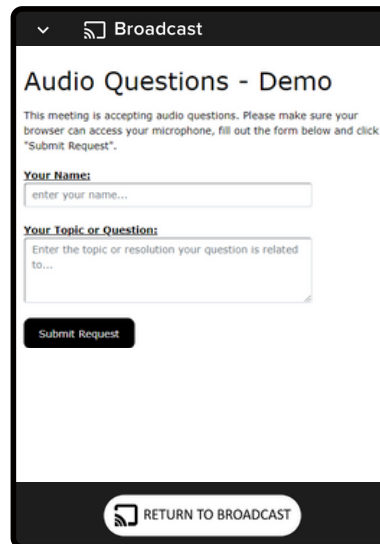 Broadcast
Audio Questions - Demo
This meeting is accepting audio questions. Please make sure your
browser can access your microphone, fill out the form below and click
"Submit Request".
Your Name:
enter your name...
Your Topic or Question:
Enter the topic or resolution your question is related
to...
Submit Request
RETURN TO BROADCAST